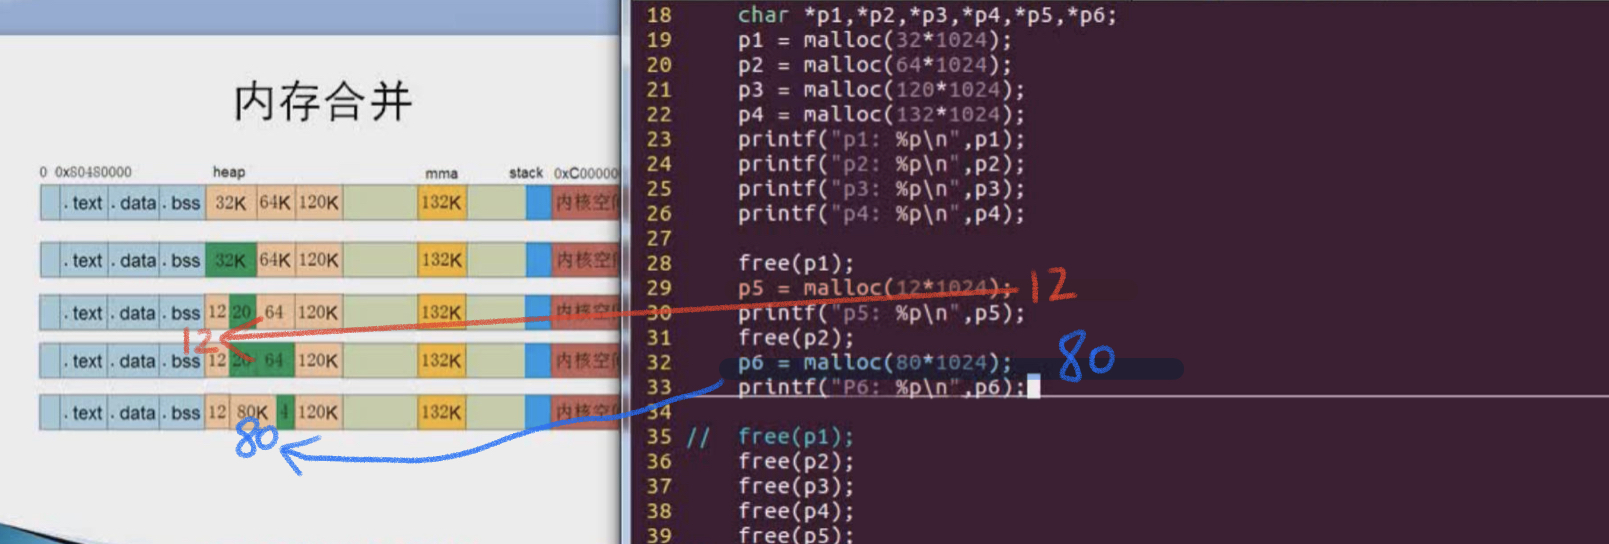 内存合并
0 0x80480000 heap mma stack 0xC00000
.text .data .bss 32K 64K 120K 132K 内核空间
.text .data .bss 32K 64K 120K 132K 内核空
.text .data .bss 12 20 64 120K 132K 内核空
12
.text .data .bss 12 20 64 120K 132K 内核空
.text .data .bss 12 80K 4 120K 132K 内核空
80
18 char *p1,*p2,*p3,*p4,*p5,*p6;
19 p1 = malloc(32*1024);
20 p2 = malloc(64*1024);
21 p3 = malloc(120*1024);
22 p4 = malloc(132*1024);
23 printf("p1: %p\n",p1);
24 printf("p2: %p\n",p2);
25 printf("p3: %p\n",p3);
26 printf("p4: %p\n",p4);
27
28 free(p1);
29 p5 = malloc(12*1024); 12
30 printf("p5: %p\n",p5);
31 free(p2);
32 p6 = malloc(80*1024); 80
33 printf("P6: %p\n",p6);
34
35 // free(p1);
36 free(p2);
37 free(p3);
38 free(p4);
39 free(p5);